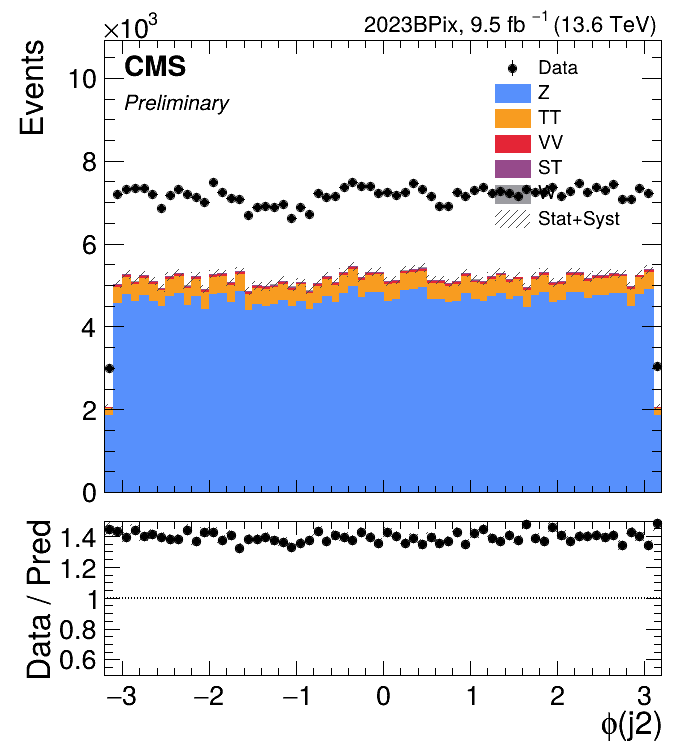 ×10³
2023BPix, 9.5 fb ⁻¹ (13.6 TeV)
Events
CMS
Preliminary
Data
Z
TT
VV
ST
W
Stat+Syst
10
8
6
4
2
0
Data / Pred
1.4
1.2
1
0.8
0.6
−3 −2 −1 0 1 2 3
ϕ(j2)